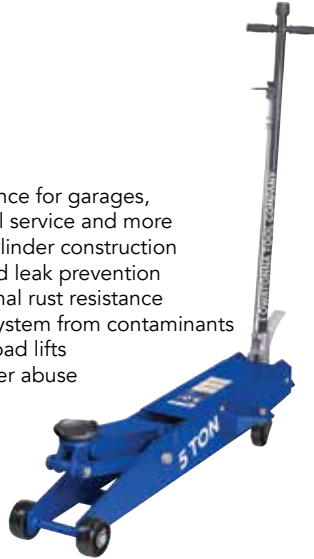 nce for garages,
l service and more
linder construction
d leak prevention
nal rust resistance
ystem from contaminants
oad lifts
er abuse
5 TON